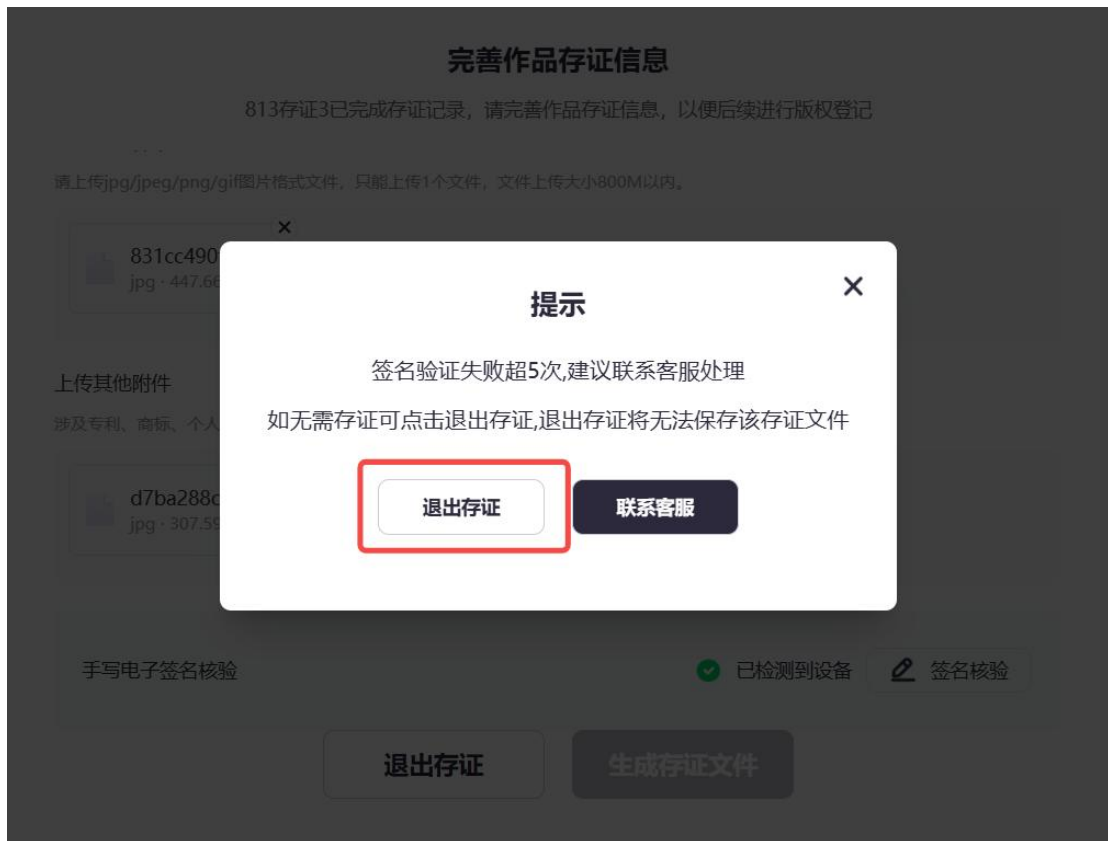 完善作品存证信息
813存证3已完成存证记录，请完善作品存证信息，以便后续进行版权登记
请上传jpg/jpeg/png/gif图片格式文件，只能上传1个文件，文件上传大小800M以内。
831cc490
jpg · 447.66
提示
签名验证失败超5次,建议联系客服处理
如无需存证可点击退出存证,退出存证将无法保存该存证文件
退出存证 联系客服
上传其他附件
涉及专利、商标、个人
d7ba288c
jpg · 307.59
手写电子签名核验 已检测到设备 签名核验
退出存证 生成存证文件